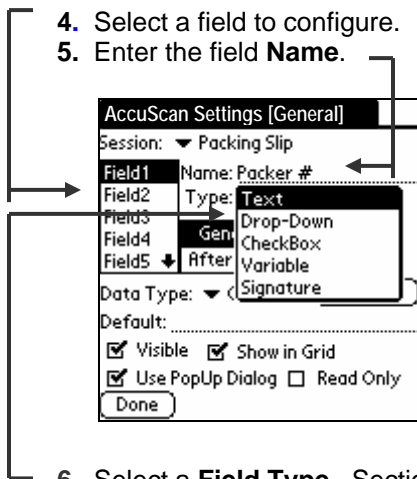 4. Select a field to configure.
5. Enter the field Name.
AccuScan Settings [General]
Session: Packing Slip
Field1 Name: Packer #
Field2 Type: Text
Field3 Drop-Down
Field4 CheckBox
Field5 After Variable
Data Type: Signature
Default:
Visible Show in Grid
Use PopUp Dialog Read Only
Done
6. Select a Field Type.